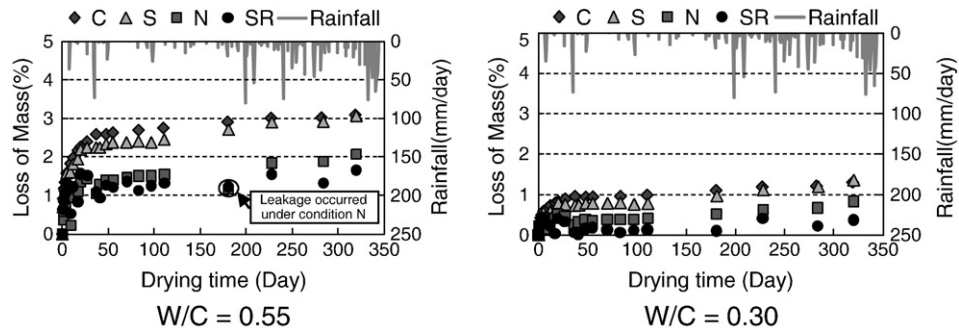 C S N SR Rainfall
5
4
3
2
1
0
Loss of Mass(%)
0
50
100
150
200
250
Rainfall(mm/day)
Leakage occurred
under condition N
0 50 100 150 200 250 300 350
Drying time (Day)
W/C = 0.55
C S N SR Rainfall
5
4
3
2
1
0
Loss of Mass(%)
0
50
100
150
200
250
Rainfall(mm/day)
0 50 100 150 200 250 300 350
Drying time (Day)
W/C = 0.30